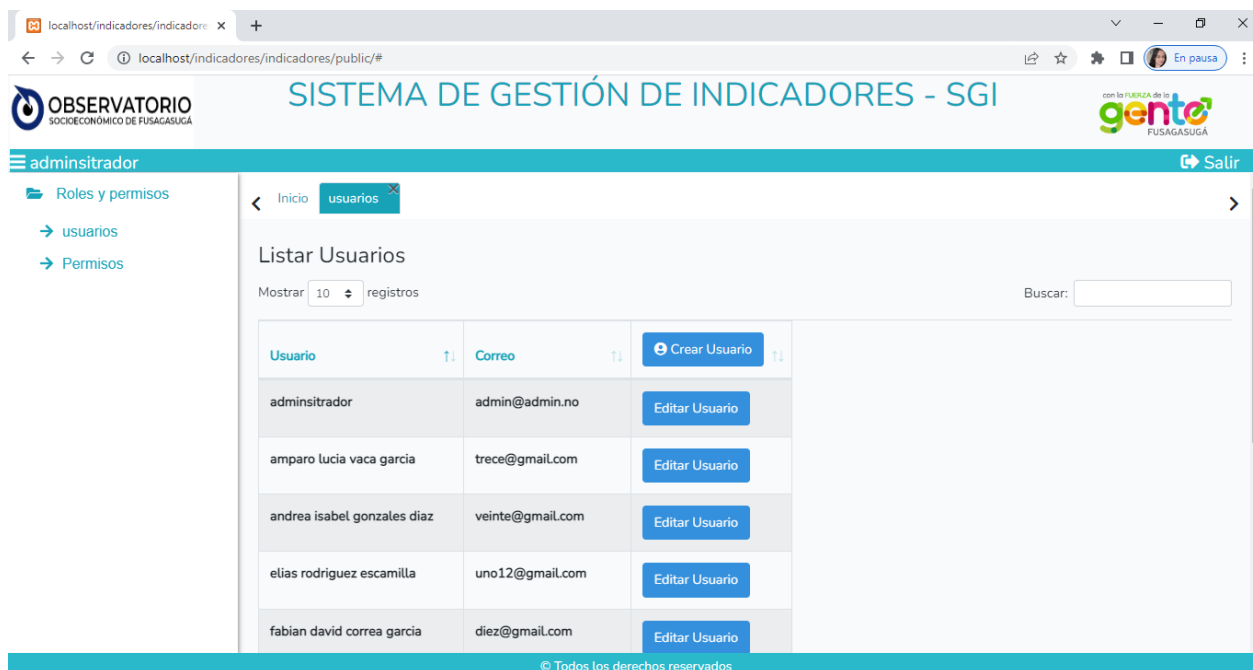 localhost/indicadores/indicadore
localhost/indicadores/indicadores/public/#
En pausa
OBSERVATORIO
SOCIOECONÓMICO DE FUSAGASUGÁ
SISTEMA DE GESTIÓN DE INDICADORES - SGI
con la FUERZA de la
gente
FUSAGASUGÁ
adminsitrador
Salir
Roles y permisos
usuarios
Permisos
Inicio
usuarios
Listar Usuarios
Mostrar 10 registros
Buscar:
Usuario Correo Crear Usuario
adminsitrador admin@admin.no Editar Usuario
amparo lucia vaca garcia trece@gmail.com Editar Usuario
andrea isabel gonzales diaz veinte@gmail.com Editar Usuario
elias rodriguez escamilla uno12@gmail.com Editar Usuario
fabian david correa garcia diez@gmail.com Editar Usuario
© Todos los derechos reservados